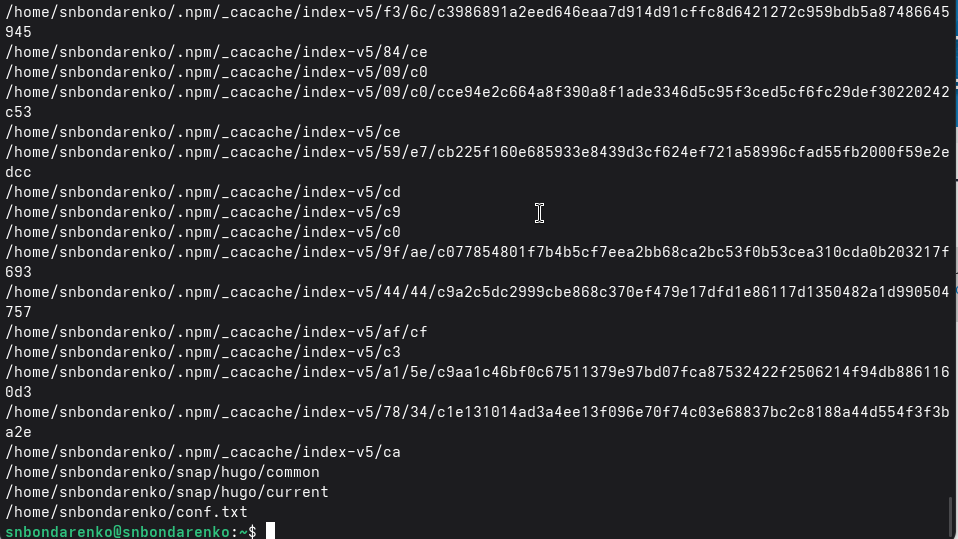 /home/snbondarenko/.npm/_cacache/index-v5/f3/6c/c3986891a2eed646eaa7d914d91cffc8d6421272c959bdb5a87486645
945
/home/snbondarenko/.npm/_cacache/index-v5/84/ce
/home/snbondarenko/.npm/_cacache/index-v5/09/c0
/home/snbondarenko/.npm/_cacache/index-v5/09/c0/cce94e2c664a8f390a8f1ade3346d5c95f3ced5cf6fc29def30220242
c53
/home/snbondarenko/.npm/_cacache/index-v5/ce
/home/snbondarenko/.npm/_cacache/index-v5/59/e7/cb225f160e685933e8439d3cf624ef721a58996cfad55fb2000f59e2e
dcc
/home/snbondarenko/.npm/_cacache/index-v5/cd
/home/snbondarenko/.npm/_cacache/index-v5/c9
/home/snbondarenko/.npm/_cacache/index-v5/c0
/home/snbondarenko/.npm/_cacache/index-v5/9f/ae/c077854801f7b4b5cf7eea2bb68ca2bc53f0b53cea310cda0b203217f
693
/home/snbondarenko/.npm/_cacache/index-v5/44/44/c9a2c5dc2999cbe868c370ef479e17dfd1e86117d1350482a1d990504
757
/home/snbondarenko/.npm/_cacache/index-v5/af/cf
/home/snbondarenko/.npm/_cacache/index-v5/c3
/home/snbondarenko/.npm/_cacache/index-v5/a1/5e/c9aa1c46bf0c67511379e97bd07fca87532422f2506214f94db886116
0d3
/home/snbondarenko/.npm/_cacache/index-v5/78/34/c1e131014ad3a4ee13f096e70f74c03e68837bc2c8188a44d554f3f3b
a2e
/home/snbondarenko/.npm/_cacache/index-v5/ca
/home/snbondarenko/snap/hugo/common
/home/snbondarenko/snap/hugo/current
/home/snbondarenko/conf.txt
snbondarenko@snbondarenko:~$